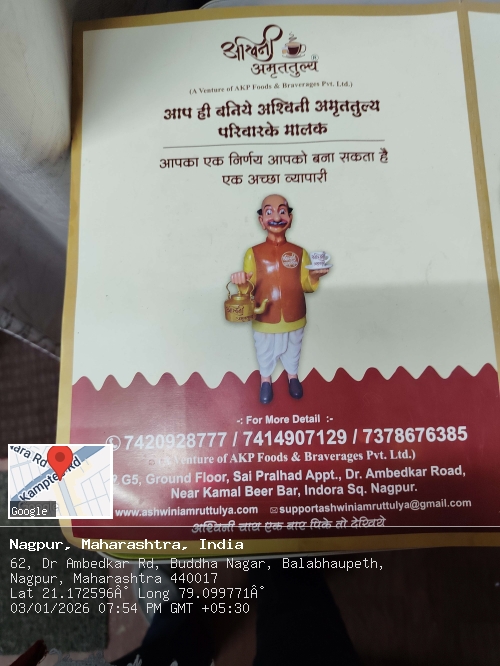 अश्विनी
अमृततुल्य
(A Venture of AKP Foods & Braverages Pvt. Ltd.)
आप ही बनिये अश्विनी अमृततुल्य
परिवारके मालक
आपका एक निर्णय आपको बना सकता है
एक अच्छा व्यापारी
-: For More Detail :-
7420928777 / 7414907129 / 7378676385
Venture of AKP Foods & Braverages Pvt. Ltd.)
G5, Ground Floor, Sai Pralhad Appt., Dr. Ambedkar Road,
Near Kamal Beer Bar, Indora Sq. Nagpur.
www.ashwiniamruttulya.com supportashwiniamruttulya@gmail.com
अश्विनी चाय एक बार पिके तो देखिये
ara Rd
Kamptee Rd
Google
Nagpur, Maharashtra, India
62, Dr Ambedkar Rd, Buddha Nagar, Balabhaupeth,
Nagpur, Maharashtra 440017
Lat 21.172596Â° Long 79.099771Â°
03/01/2026 07:54 PM GMT +05:30